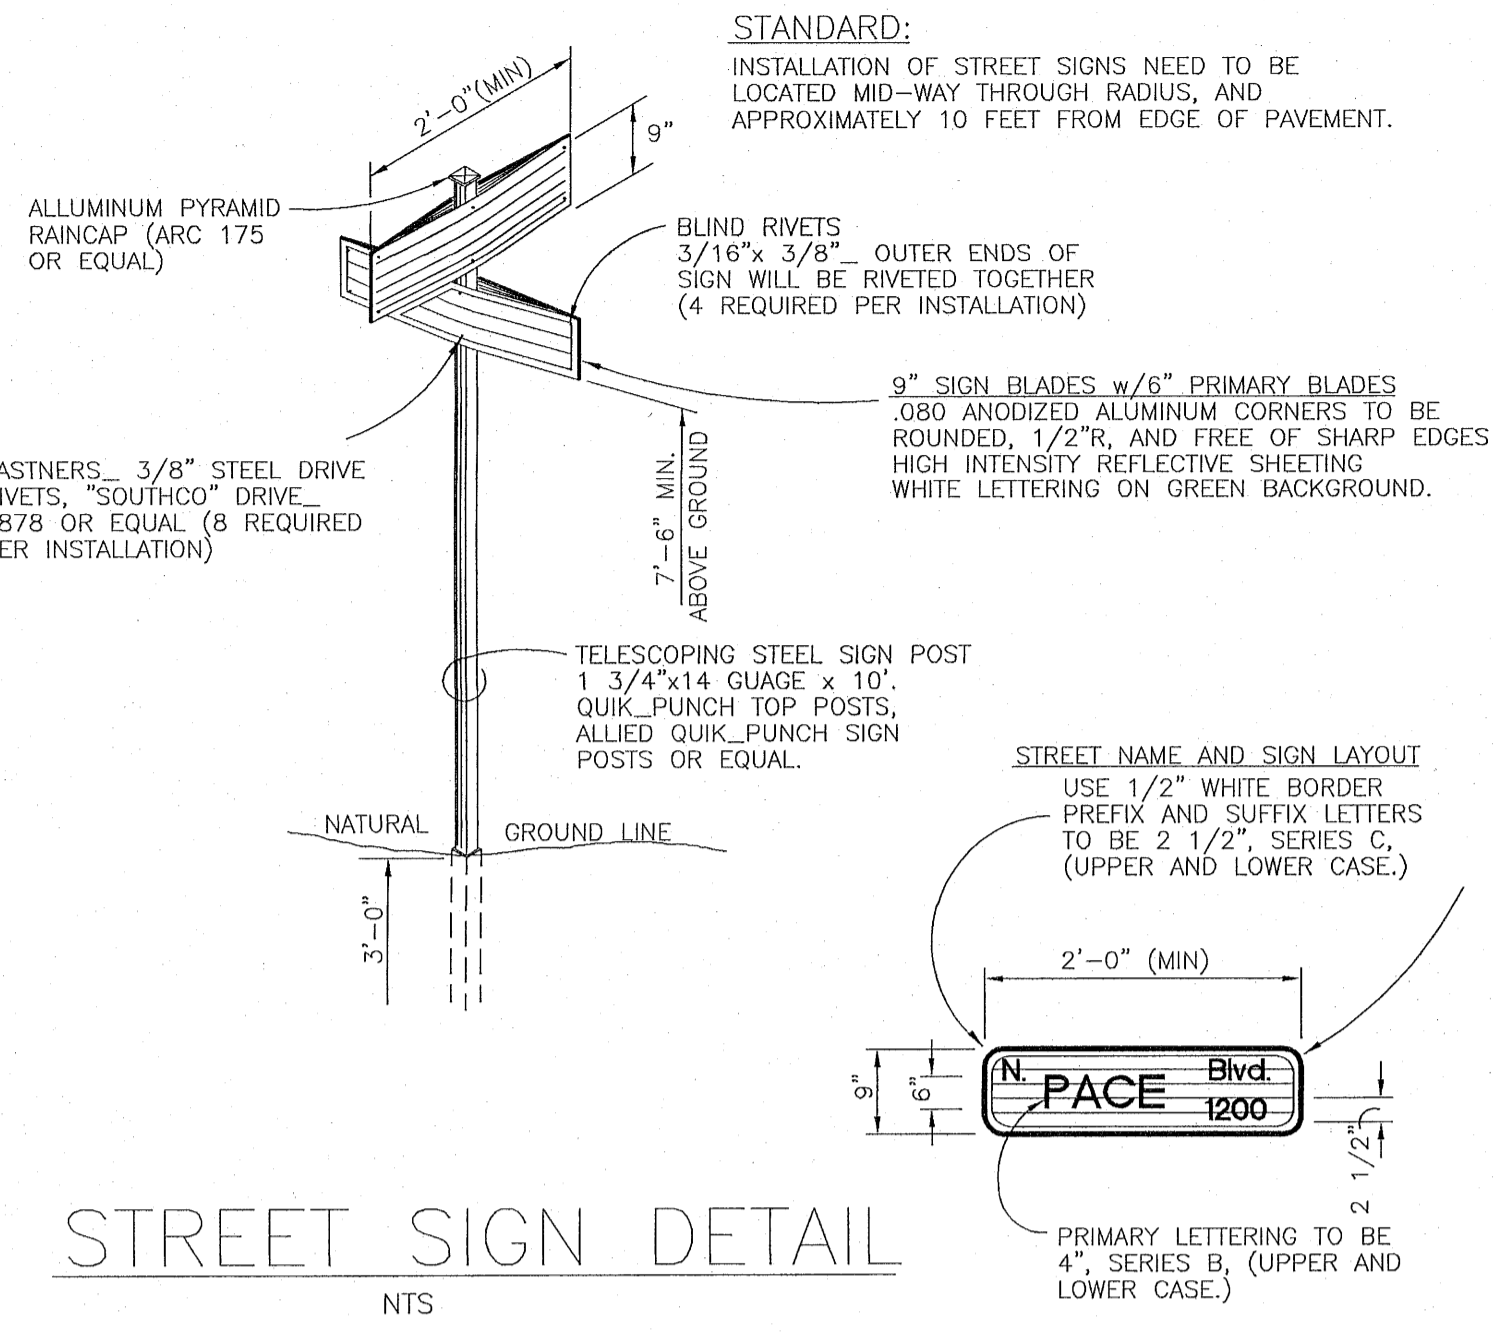 STANDARD:
INSTALLATION OF STREET SIGNS NEED TO BE
LOCATED MID-WAY THROUGH RADIUS, AND
APPROXIMATELY 10 FEET FROM EDGE OF PAVEMENT.
2'-0"(MIN)
9"
ALLUMINUM PYRAMID
RAINCAP (ARC 175
OR EQUAL)
BLIND RIVETS
3/16"x 3/8"_ OUTER ENDS OF
SIGN WILL BE RIVETED TOGETHER
(4 REQUIRED PER INSTALLATION)
9" SIGN BLADES w/6" PRIMARY BLADES
.080 ANODIZED ALUMINUM CORNERS TO BE
ROUNDED, 1/2"R, AND FREE OF SHARP EDGES
HIGH INTENSITY REFLECTIVE SHEETING
WHITE LETTERING ON GREEN BACKGROUND.
ASTNERS_ 3/8" STEEL DRIVE
IVETS, "SOUTHCO" DRIVE_
878 OR EQUAL (8 REQUIRED
ER INSTALLATION)
7'-6" MIN.
ABOVE GROUND
TELESCOPING STEEL SIGN POST
1 3/4"x14 GUAGE x 10'.
QUIK_PUNCH TOP POSTS,
ALLIED QUIK_PUNCH SIGN
POSTS OR EQUAL.
NATURAL GROUND LINE
3'-0"
STREET NAME AND SIGN LAYOUT
USE 1/2" WHITE BORDER
PREFIX AND SUFFIX LETTERS
TO BE 2 1/2", SERIES C,
(UPPER AND LOWER CASE.)
2'-0" (MIN)
9"
6"
N. PACE Blvd.
1200
2 1/2"
PRIMARY LETTERING TO BE
4", SERIES B, (UPPER AND
LOWER CASE.)
STREET SIGN DETAIL
NTS